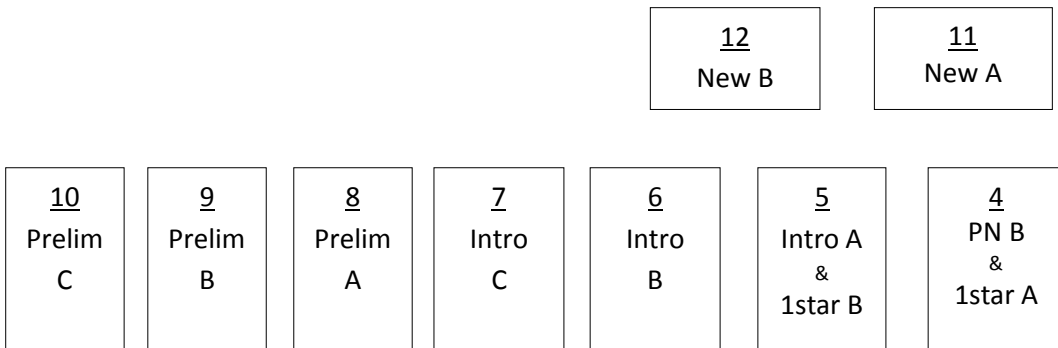 12
New B
11
New A
10
Prelim
C
9
Prelim
B
8
Prelim
A
7
Intro
C
6
Intro
B
5
Intro A
&
1star B
4
PN B
&
1star A